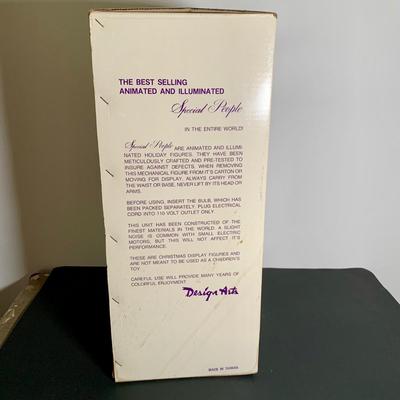 THE BEST SELLING
ANIMATED AND ILLUMINATED
Special People
IN THE ENTIRE WORLD!
Special People ARE ANIMATED AND ILLUMI-
NATED HOLIDAY FIGURES. THEY HAVE BEEN
METICULOUSLY CRAFTED AND PRE-TESTED TO
INSURE AGAINST DEFECTS. WHEN REMOVING
THIS MECHANICAL FIGURE FROM IT'S CARTON OR
MOVING FOR DISPLAY, ALWAYS CARRY FROM
THE WAIST OR BASE, NEVER LIFT BY ITS HEAD OR
ARMS.
BEFORE USING, INSERT THE BULB, WHICH HAS
BEEN PACKED SEPARATELY. PLUG ELECTRICAL
CORD INTO 110 VOLT OUTLET ONLY.
THIS UNIT HAS BEEN CONSTRUCTED OF THE
FINEST MATERIALS IN THE WORLD. A SLIGHT
NOISE IS COMMON WITH SMALL ELECTRIC
MOTORS, BUT THIS WILL NOT AFFECT IT'S
PERFORMANCE.
THESE ARE CHRISTMAS DISPLAY FIGURES AND
ARE NOT MEANT TO BE USED AS A CHILDREN'S
TOY.
CAREFUL USE WILL PROVIDE MANY YEARS OF
COLORFUL ENJOYMENT
Design Arts
MADE IN TAIWAN